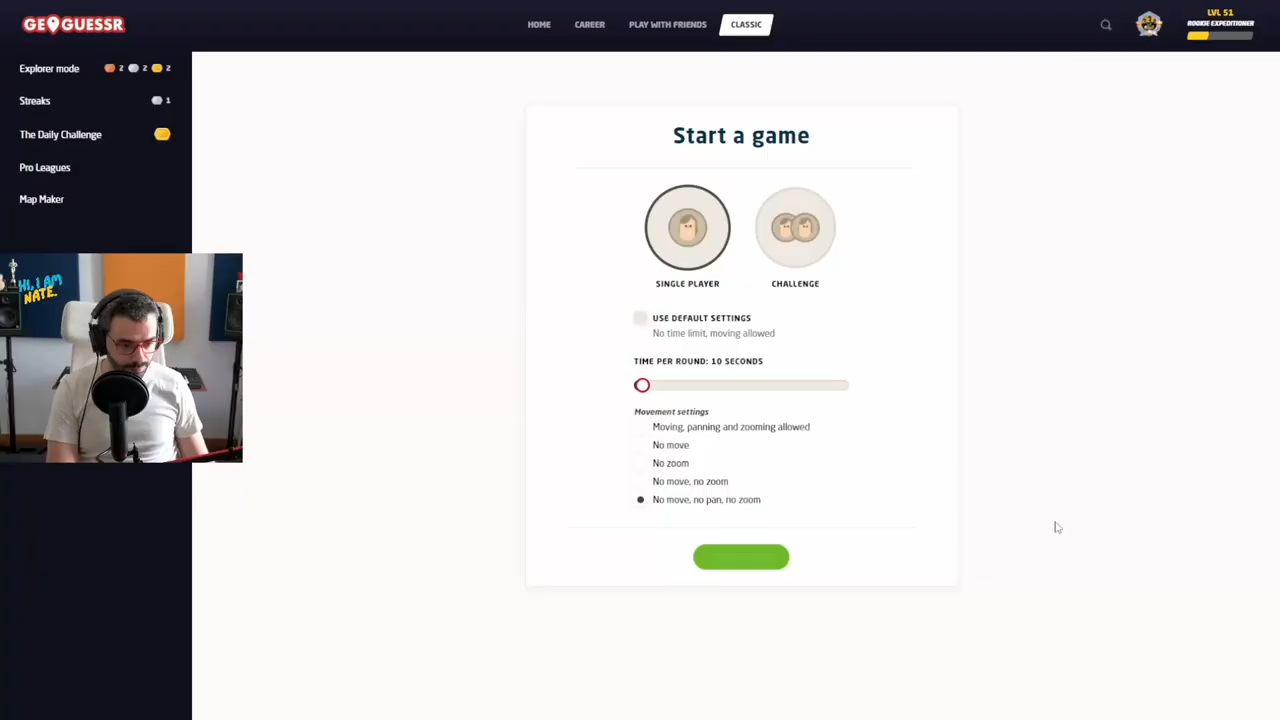 GEOGUESSR
HOME
CAREER
PLAY WITH FRIENDS
CLASSIC
LVL 51
ROOKIE EXPEDITIONER
Explorer mode 2 2 2
Streaks 1
The Daily Challenge
Pro Leagues
Map Maker
HI, I AM
NATE.
Start a game
SINGLE PLAYER
CHALLENGE
USE DEFAULT SETTINGS
No time limit, moving allowed
TIME PER ROUND: 10 SECONDS
Movement settings
Moving, panning and zooming allowed
No move
No zoom
No move, no zoom
No move, no pan, no zoom